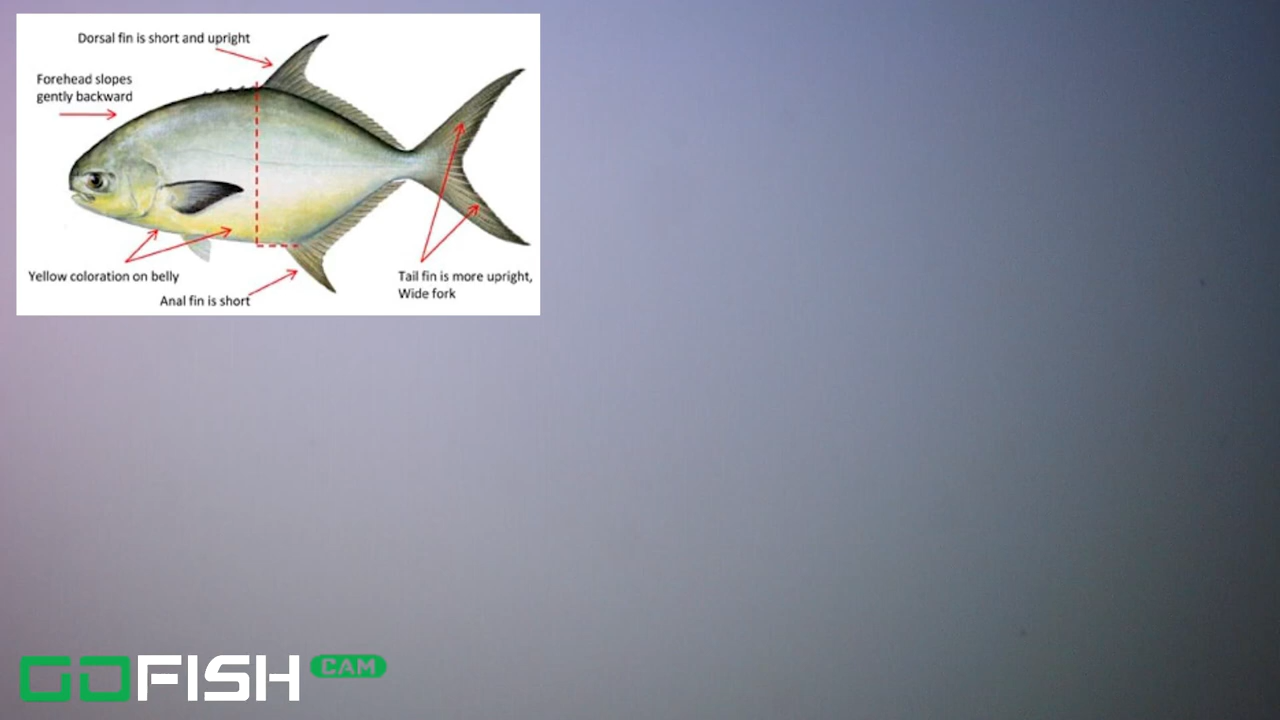 Dorsal fin is short and upright
Forehead slopes
gently backward
Yellow coloration on belly
Anal fin is short
Tail fin is more upright,
Wide fork
GOFISH CAM